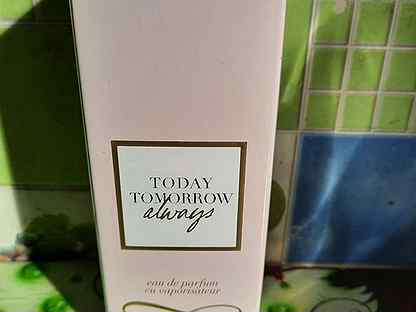 TODAY
TOMORROW
always
eau de parfum
en vaporisateur